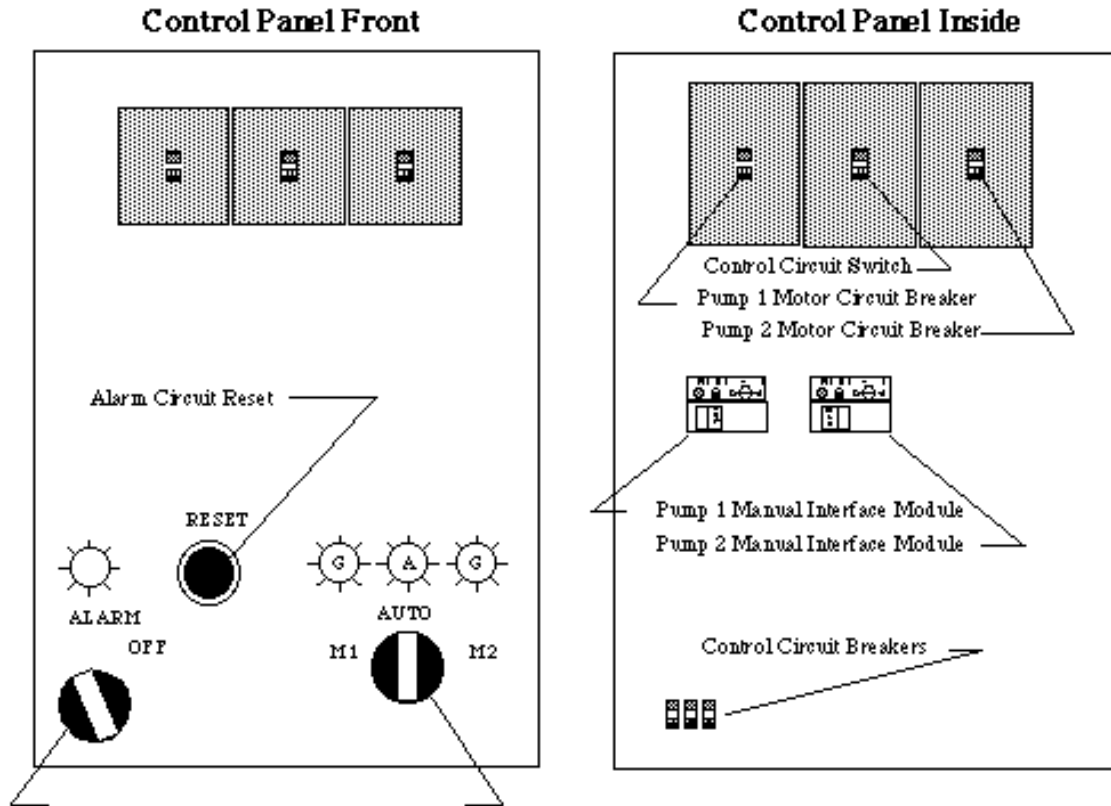 Control Panel Front
Alarm Circuit Reset
RESET
G A G
ALARM
AUTO
OFF
M1 M2
Control Panel Inside
Control Circuit Switch
Pump 1 Motor Circuit Breaker
Pump 2 Motor Circuit Breaker
Pump 1 Manual Interface Module
Pump 2 Manual Interface Module
Control Circuit Breakers